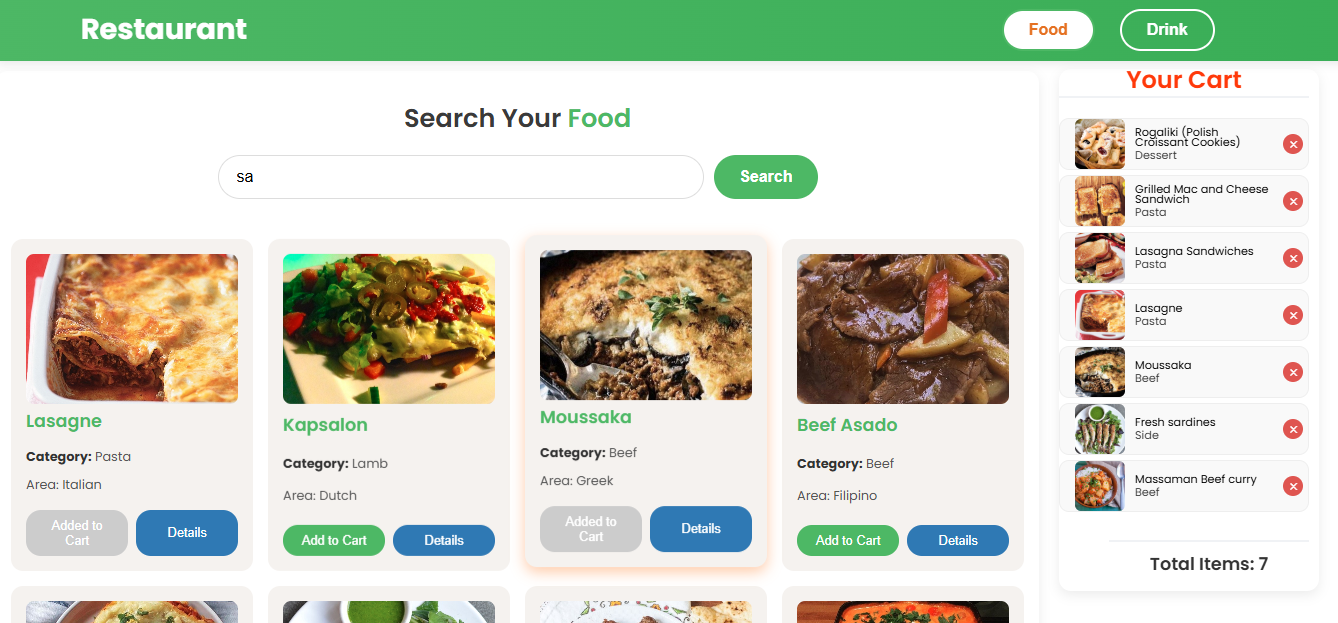 Restaurant
Food
Drink
Search Your Food
sa
Search
Lasagne
Category: Pasta
Area: Italian
Added to
Cart
Details
Kapsalon
Category: Lamb
Area: Dutch
Add to Cart
Details
Moussaka
Category: Beef
Area: Greek
Added to
Cart
Details
Beef Asado
Category: Beef
Area: Filipino
Add to Cart
Details
Your Cart
Rogaliki (Polish
Croissant Cookies)
Dessert
Grilled Mac and Cheese
Sandwich
Pasta
Lasagna Sandwiches
Pasta
Lasagne
Pasta
Moussaka
Beef
Fresh sardines
Side
Massaman Beef curry
Beef
Total Items: 7